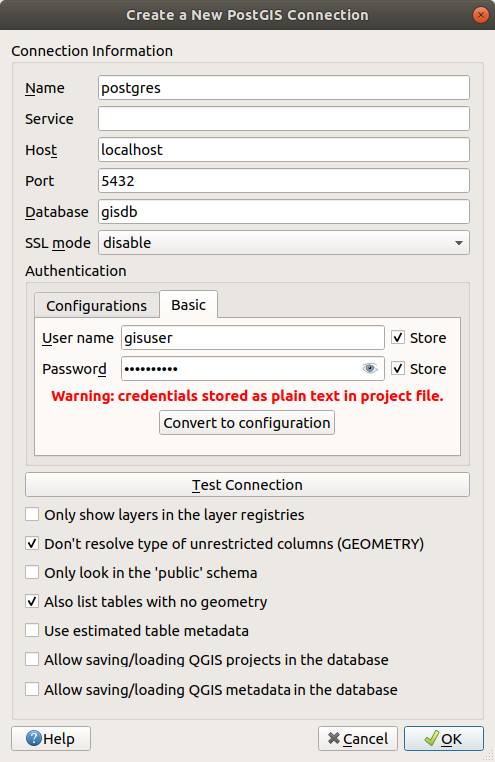 Create a New PostGIS Connection
Connection Information
Name postgres
Service
Host localhost
Port 5432
Database gisdb
SSL mode disable
Authentication
Configurations Basic
User name gisuser Store
Password •••••••••• Store
Warning: credentials stored as plain text in project file.
Convert to configuration
Test Connection
Only show layers in the layer registries
Don't resolve type of unrestricted columns (GEOMETRY)
Only look in the 'public' schema
Also list tables with no geometry
Use estimated table metadata
Allow saving/loading QGIS projects in the database
Allow saving/loading QGIS metadata in the database
Help Cancel OK